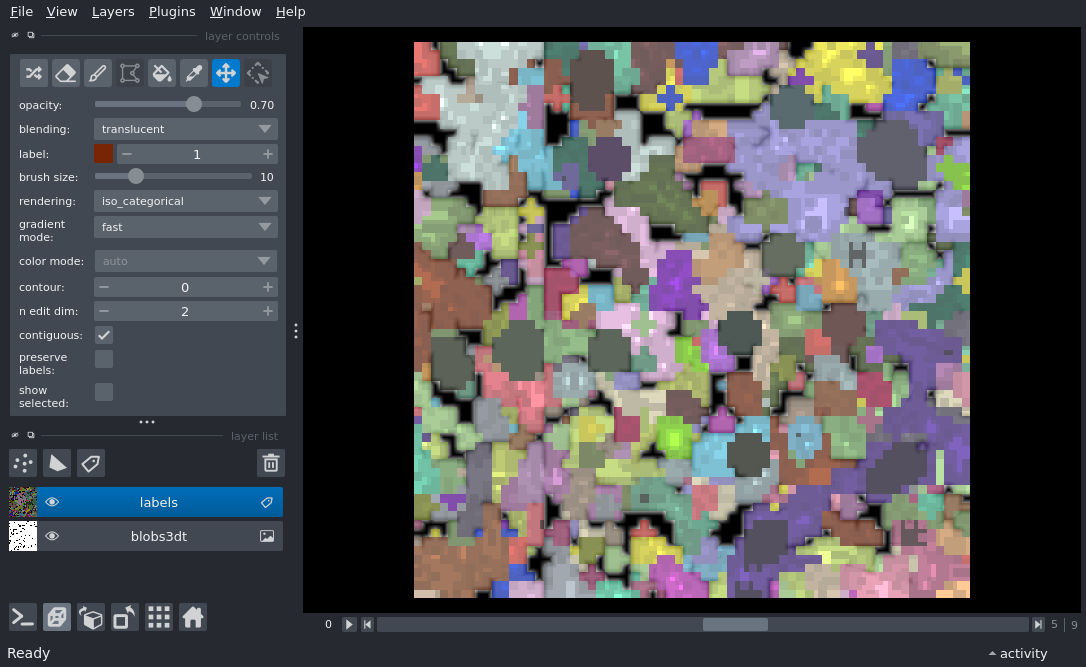 File View Layers Plugins Window Help
layer controls
opacity: 0.70
blending: translucent
label: 1
brush size: 10
rendering: iso_categorical
gradient
mode: fast
color mode: auto
contour: 0
n edit dim: 2
contiguous:
preserve
labels:
show
selected:
layer list
labels
blobs3dt
0 5 | 9
Ready activity